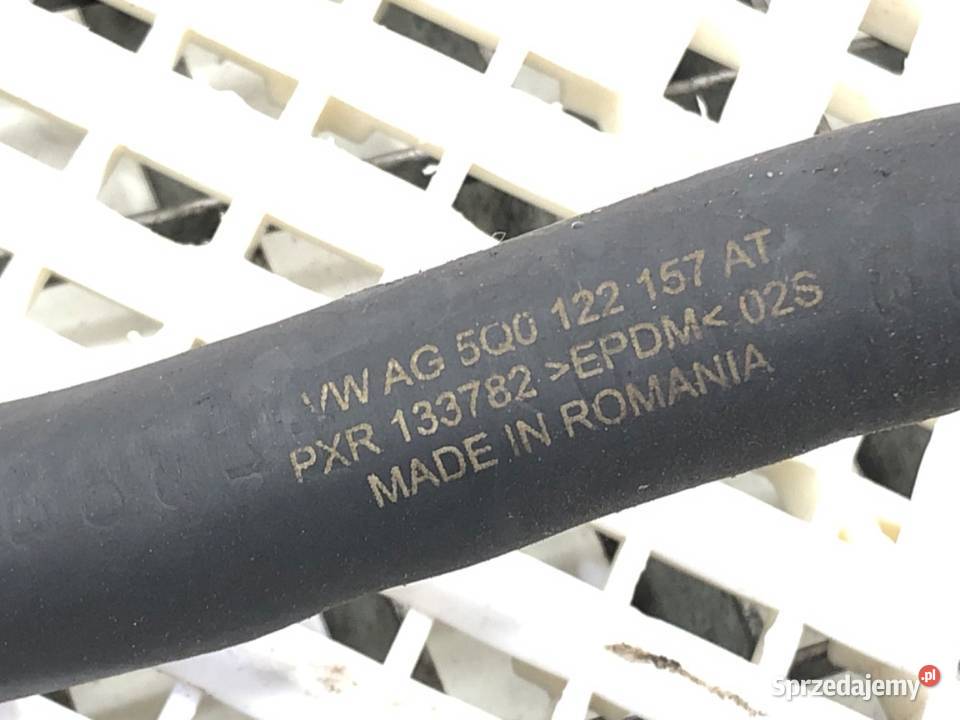 VW AG 5Q0 122 157 AT
PXR 133782 >EPDM< 02S
MADE IN ROMANIA
Sprzedajemy.pl